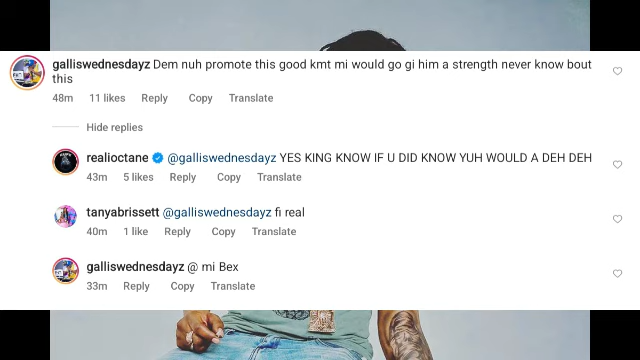 galliswednesdayz Dem nuh promote this good kmt mi would go gi him a strength never know bout
this
48m 11 likes Reply Copy Translate
Hide replies
realioctane @galliswednesdayz YES KING KNOW IF U DID KNOW YUH WOULD A DEH DEH
43m 5 likes Reply Copy Translate
tanyabrissett @galliswednesdayz fi real
40m 1 like Reply Copy Translate
galliswednesdayz @ mi Bex
33m Reply Copy Translate